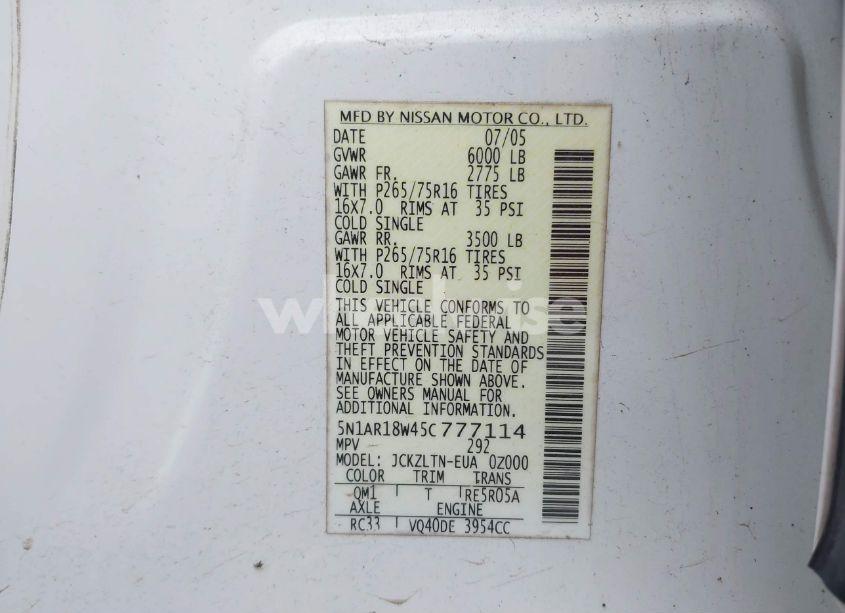 MFD BY NISSAN MOTOR CO., LTD.
DATE 07/05
GVWR 6000 LB
GAWR FR. 2775 LB
WITH P265/75R16 TIRES
16X7.0 RIMS AT 35 PSI
COLD SINGLE
GAWR RR. 3500 LB
WITH P265/75R16 TIRES
16X7.0 RIMS AT 35 PSI
COLD SINGLE
THIS VEHICLE CONFORMS TO
ALL APPLICABLE FEDERAL
MOTOR VEHICLE SAFETY AND
THEFT PREVENTION STANDARDS
IN EFFECT ON THE DATE OF
MANUFACTURE SHOWN ABOVE.
SEE OWNERS MANUAL FOR
ADDITIONAL INFORMATION.
5N1AR18W45C777114
MPV 292
MODEL: JCKZLTN-EUA 0Z000
COLOR TRIM TRANS
QM1 T RE5R05A
AXLE ENGINE
RC33 VQ40DE 3954CC